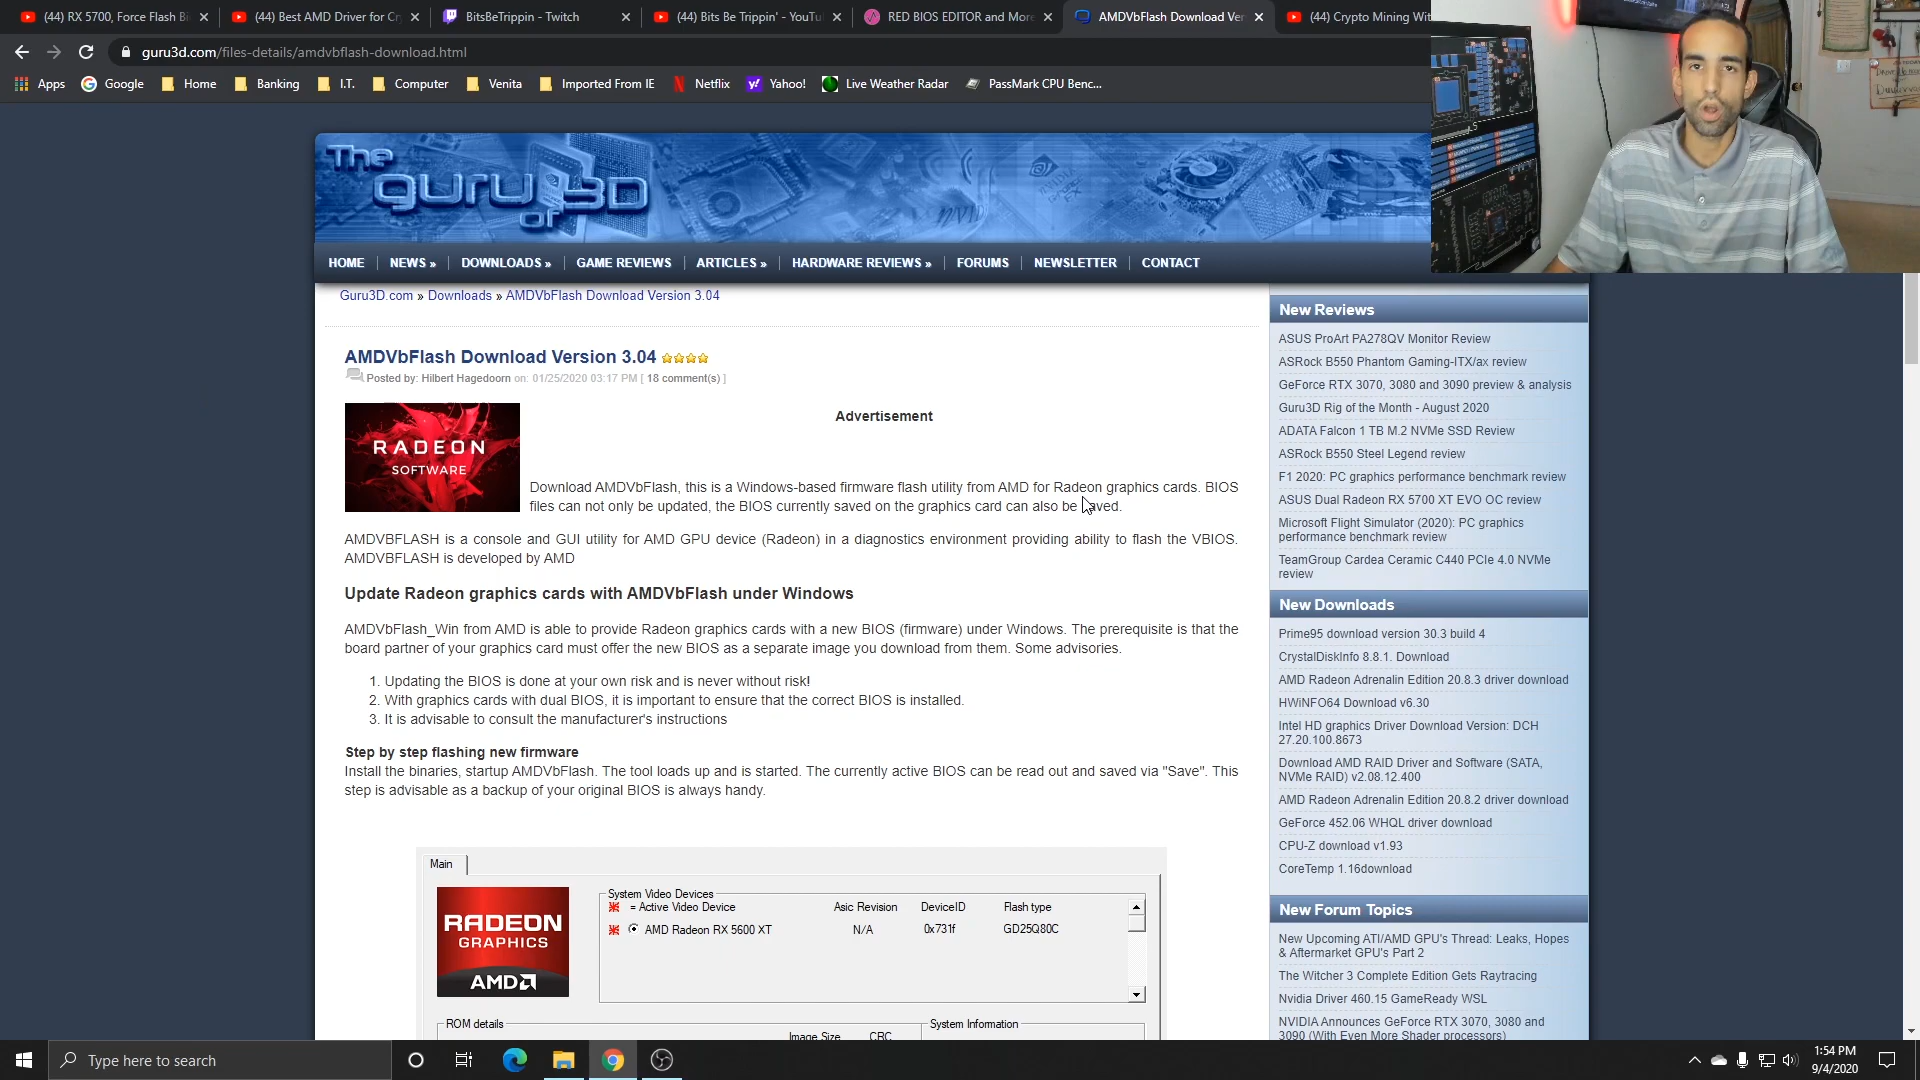 (44) RX 5700, Force Flash Bi
(44) Best AMD Driver for Cr
BitsBeTrippin - Twitch
(44) Bits Be Trippin' - YouTu
RED BIOS EDITOR and More
AMDVbFlash Download Ver
(44) Crypto Mining Wit
guru3d.com/files-details/amdvbflash-download.html
Apps Google Home Banking I.T. Computer Venita Imported From IE Netflix Yahoo! Live Weather Radar PassMark CPU Benc...
The
guru
of 3D
HOME NEWS » DOWNLOADS » GAME REVIEWS ARTICLES » HARDWARE REVIEWS » FORUMS NEWSLETTER CONTACT
Guru3D.com » Downloads » AMDVbFlash Download Version 3.04
AMDVbFlash Download Version 3.04
Posted by: Hilbert Hagedoorn on: 01/25/2020 03:17 PM [ 18 comment(s) ]
RADEON
SOFTWARE
Advertisement
Download AMDVbFlash, this is a Windows-based firmware flash utility from AMD for Radeon graphics cards. BIOS
files can not only be updated, the BIOS currently saved on the graphics card can also be saved.
AMDVBFLASH is a console and GUI utility for AMD GPU device (Radeon) in a diagnostics environment providing ability to flash the VBIOS.
AMDVBFLASH is developed by AMD
Update Radeon graphics cards with AMDVbFlash under Windows
AMDVbFlash_Win from AMD is able to provide Radeon graphics cards with a new BIOS (firmware) under Windows. The prerequisite is that the
board partner of your graphics card must offer the new BIOS as a separate image you download from them. Some advisories.
1. Updating the BIOS is done at your own risk and is never without risk!
2. With graphics cards with dual BIOS, it is important to ensure that the correct BIOS is installed.
3. It is advisable to consult the manufacturer's instructions
Step by step flashing new firmware
Install the binaries, startup AMDVbFlash. The tool loads up and is started. The currently active BIOS can be read out and saved via "Save". This
step is advisable as a backup of your original BIOS is always handy.
Main
RADEON
GRAPHICS
AMD
System Video Devices
= Active Video Device Asic Revision DeviceID Flash type
AMD Radeon RX 5600 XT N/A 0x731f GD25Q80C
ROM details
Image Size CRC
System Information
New Reviews
ASUS ProArt PA278QV Monitor Review
ASRock B550 Phantom Gaming-ITX/ax review
GeForce RTX 3070, 3080 and 3090 preview & analysis
Guru3D Rig of the Month - August 2020
ADATA Falcon 1 TB M.2 NVMe SSD Review
ASRock B550 Steel Legend review
F1 2020: PC graphics performance benchmark review
ASUS Dual Radeon RX 5700 XT EVO OC review
Microsoft Flight Simulator (2020): PC graphics
performance benchmark review
TeamGroup Cardea Ceramic C440 PCIe 4.0 NVMe
review
New Downloads
Prime95 download version 30.3 build 4
CrystalDiskInfo 8.8.1. Download
AMD Radeon Adrenalin Edition 20.8.3 driver download
HWiNFO64 Download v6.30
Intel HD graphics Driver Download Version: DCH
27.20.100.8673
Download AMD RAID Driver and Software (SATA,
NVMe RAID) v2.08.12.400
AMD Radeon Adrenalin Edition 20.8.2 driver download
GeForce 452.06 WHQL driver download
CPU-Z download v1.93
CoreTemp 1.16download
New Forum Topics
New Upcoming ATI/AMD GPU's Thread: Leaks, Hopes
& Aftermarket GPU's Part 2
The Witcher 3 Complete Edition Gets Raytracing
Nvidia Driver 460.15 GameReady WSL
NVIDIA Announces GeForce RTX 3070, 3080 and
3090 (With Even More Shader processors)
Type here to search
1:54 PM
9/4/2020